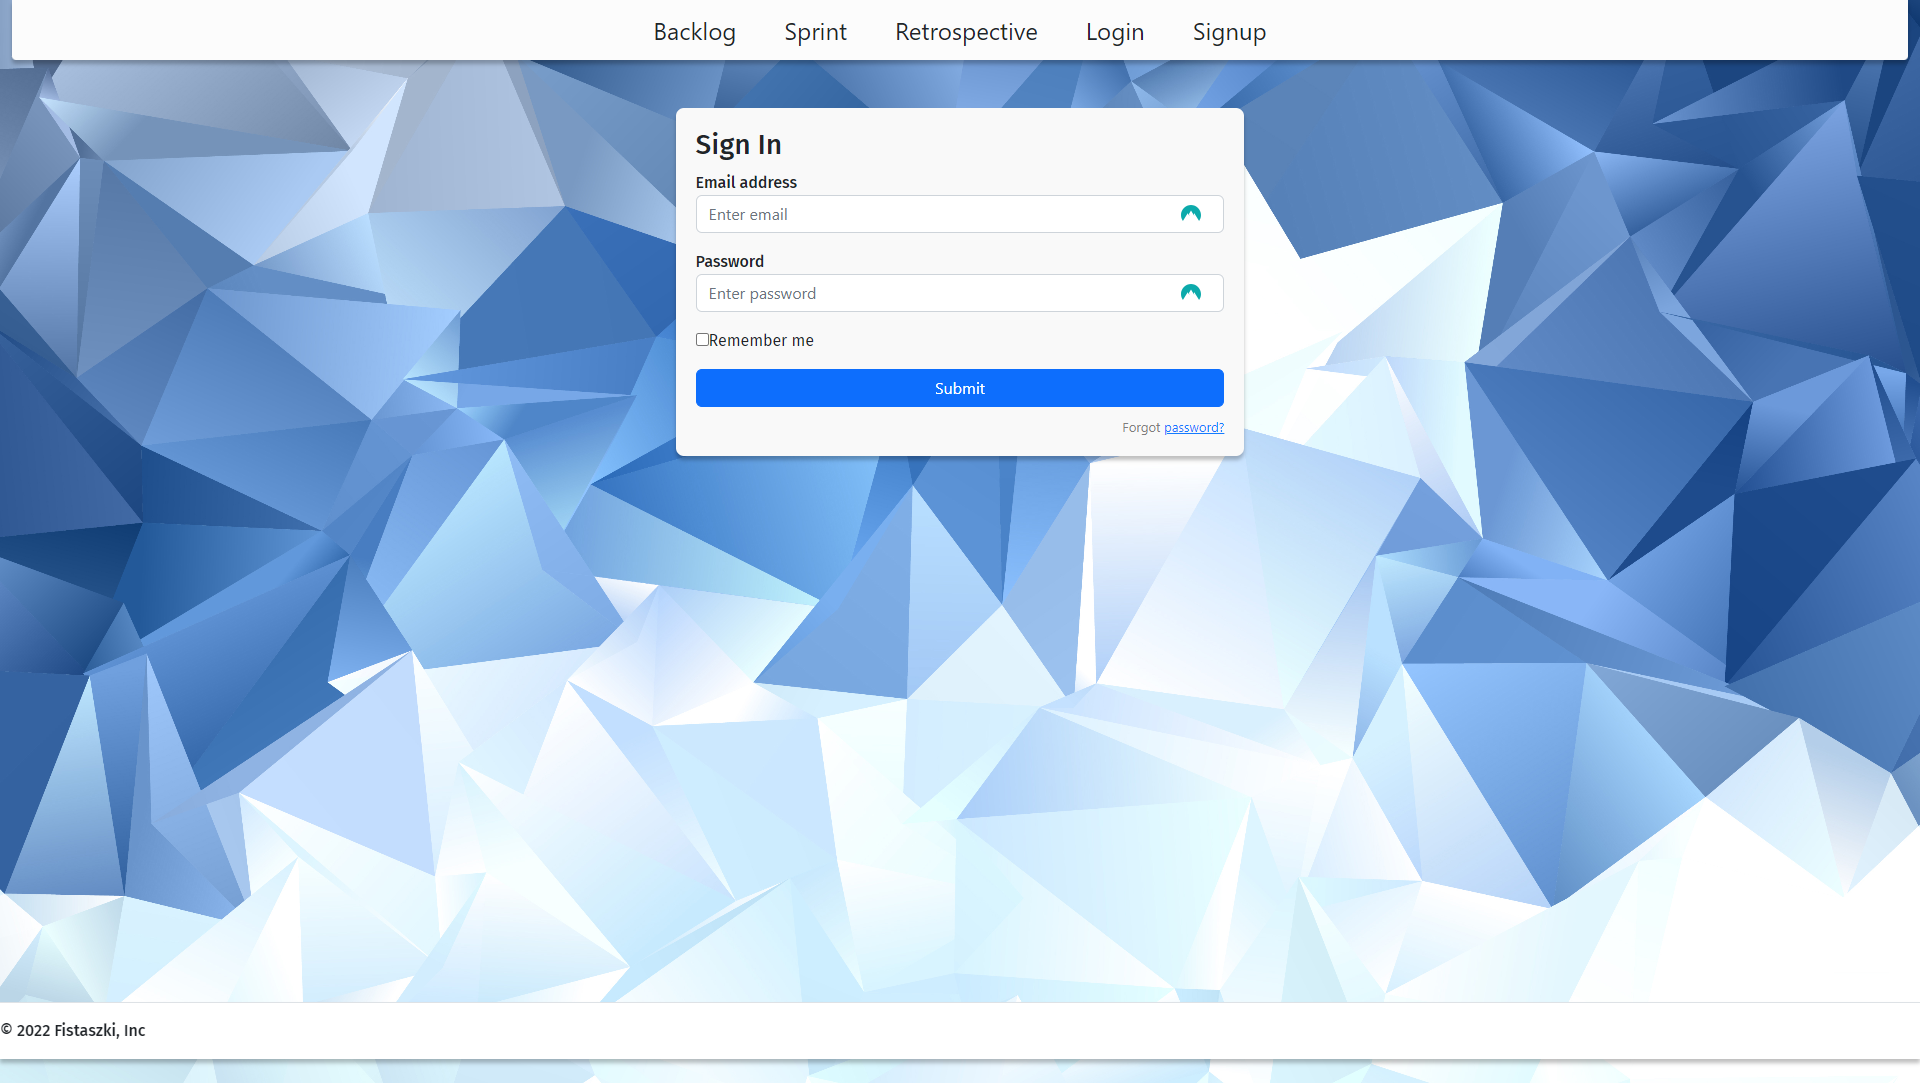 Backlog Sprint Retrospective Login Signup
Sign In
Email address
Enter email
Password
Enter password
Remember me
Submit
Forgot password?
© 2022 Fistaszki, Inc